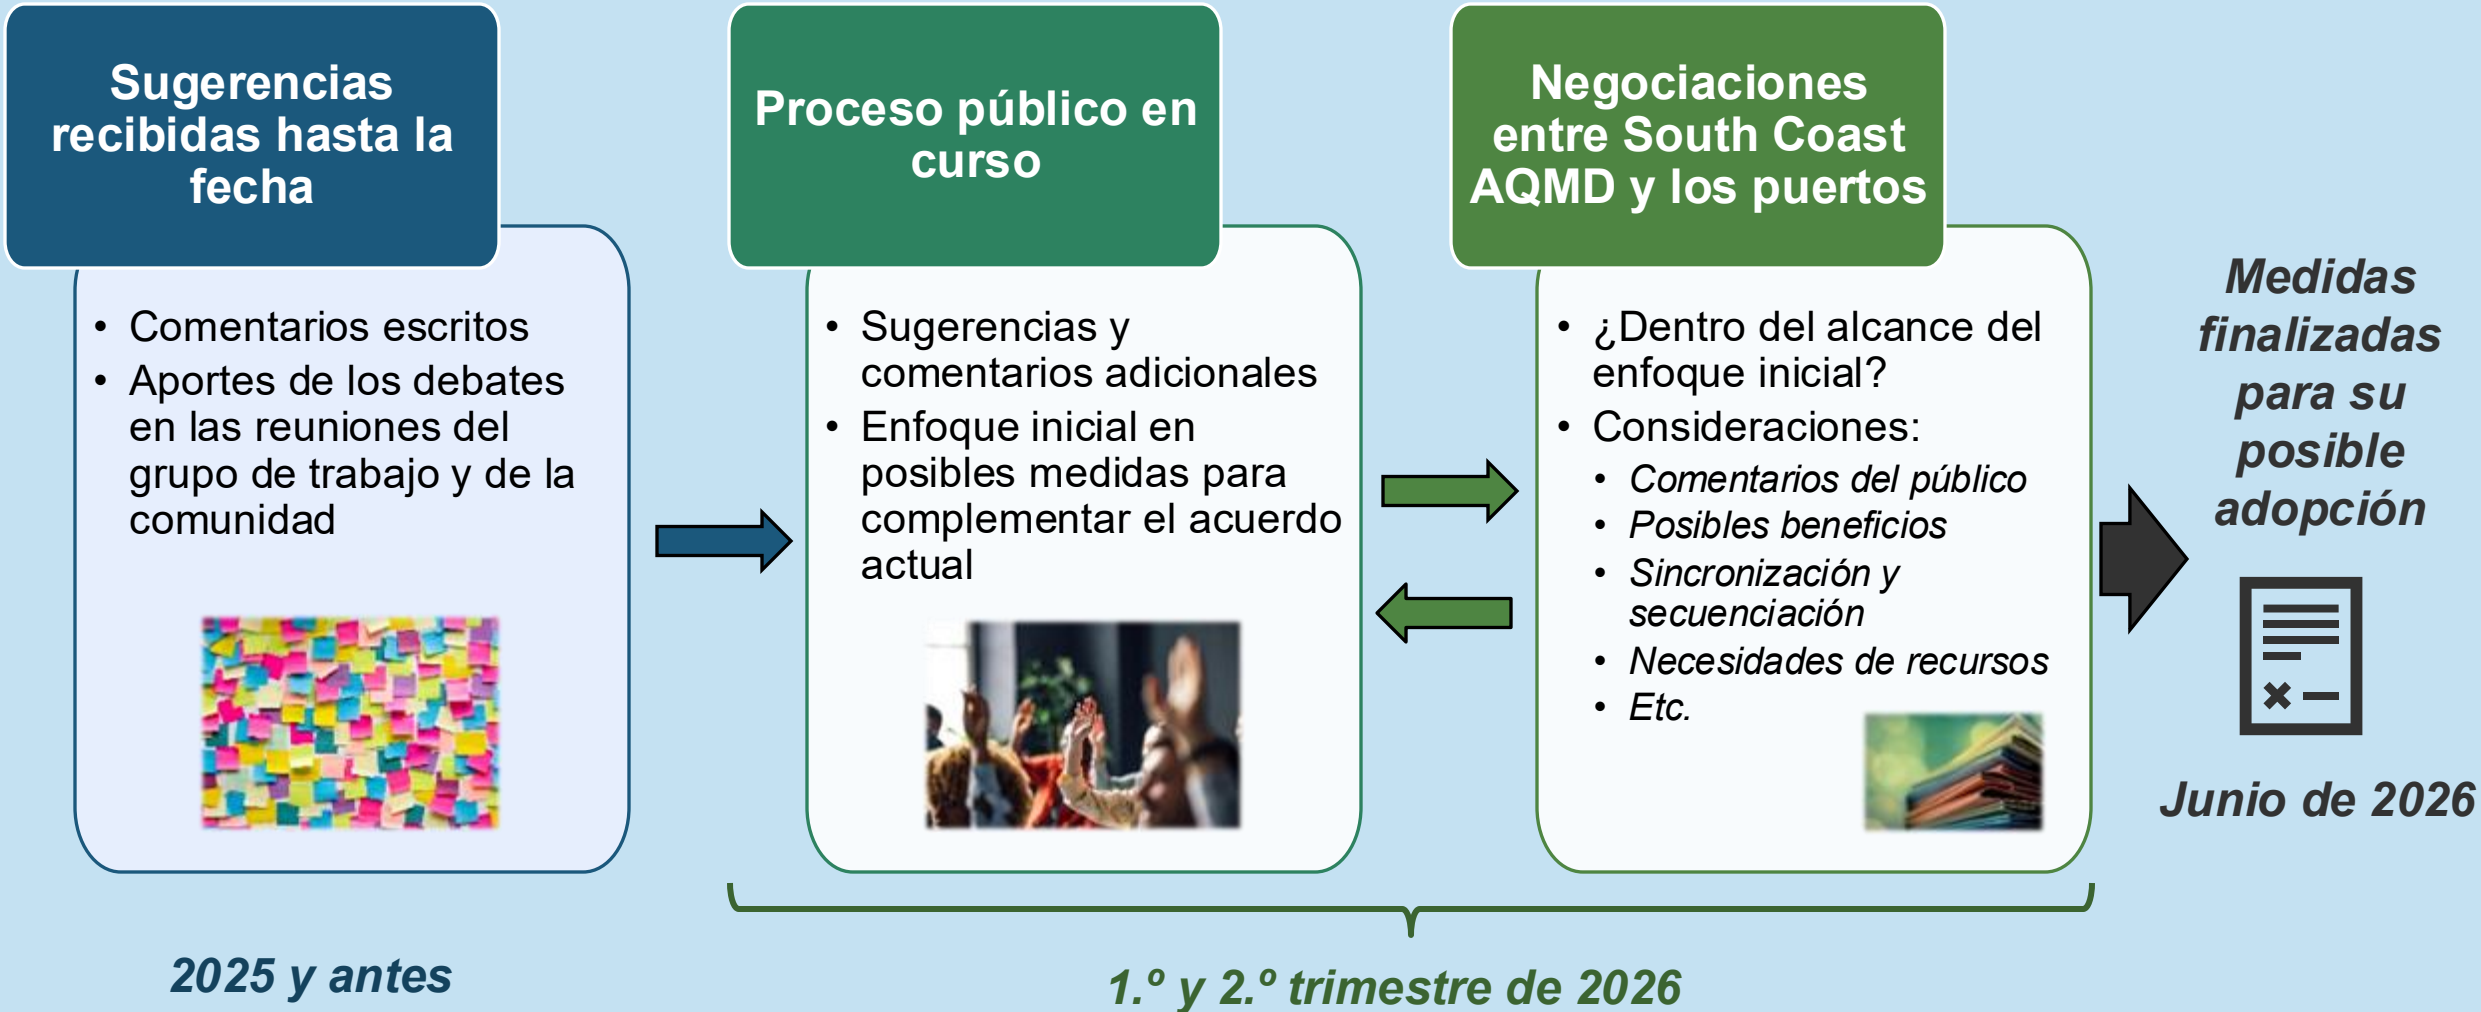 Sugerencias
recibidas hasta la
fecha
• Comentarios escritos
• Aportes de los debates
en las reuniones del
grupo de trabajo y de la
comunidad
2025 y antes
Proceso público en
curso
• Sugerencias y
comentarios adicionales
• Enfoque inicial en
posibles medidas para
complementar el acuerdo
actual
Negociaciones
entre South Coast
AQMD y los puertos
• ¿Dentro del alcance del
enfoque inicial?
• Consideraciones:
• Comentarios del público
• Posibles beneficios
• Sincronización y
secuenciación
• Necesidades de recursos
• Etc.
1.º y 2.º trimestre de 2026
Medidas
finalizadas
para su
posible
adopción
Junio de 2026